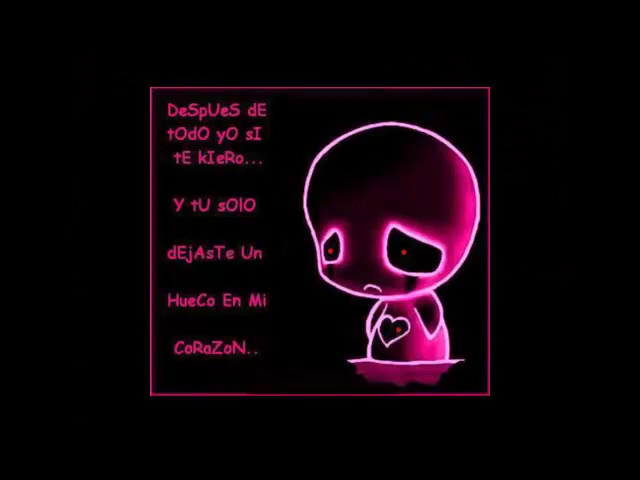 DeSpUeS dE
tOdO yO sI
tE kIeRo...
Y tU sOlO
dEjAsTe Un
HueCo En Mi
CoRaZoN..